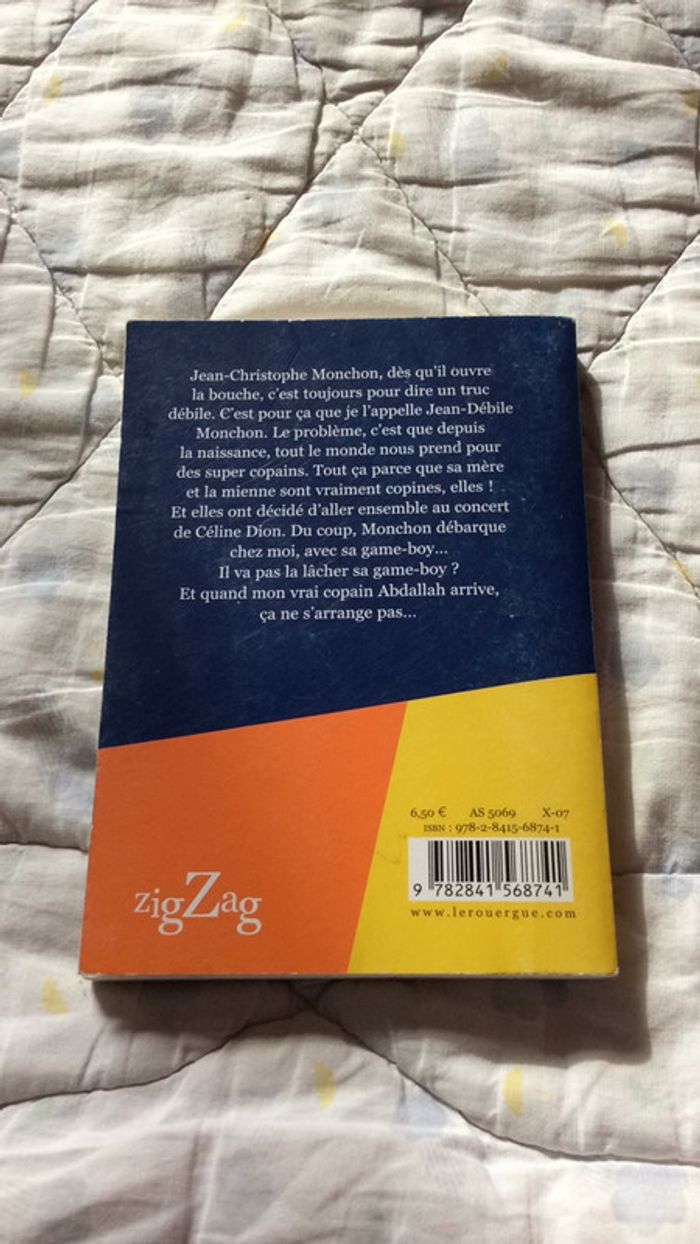 Jean-Christophe Monchon, dès qu'il ouvre
la bouche, c'est toujours pour dire un truc
débile. C'est pour ça que je l'appelle Jean-Débile
Monchon. Le problème, c'est que depuis
la naissance, tout le monde nous prend pour
des super copains. Tout ça parce que sa mère
et la mienne sont vraiment copines, elles !
Et elles ont décidé d'aller ensemble au concert
de Céline Dion. Du coup, Monchon débarque
chez moi, avec sa game-boy...
Il va pas la lâcher sa game-boy ?
Et quand mon vrai copain Abdallah arrive,
ça ne s'arrange pas...
6,50 € AS 5069 X-07
ISBN : 978-2-8415-6874-1
9 782841 568741
www.lerouergue.com
zigZag